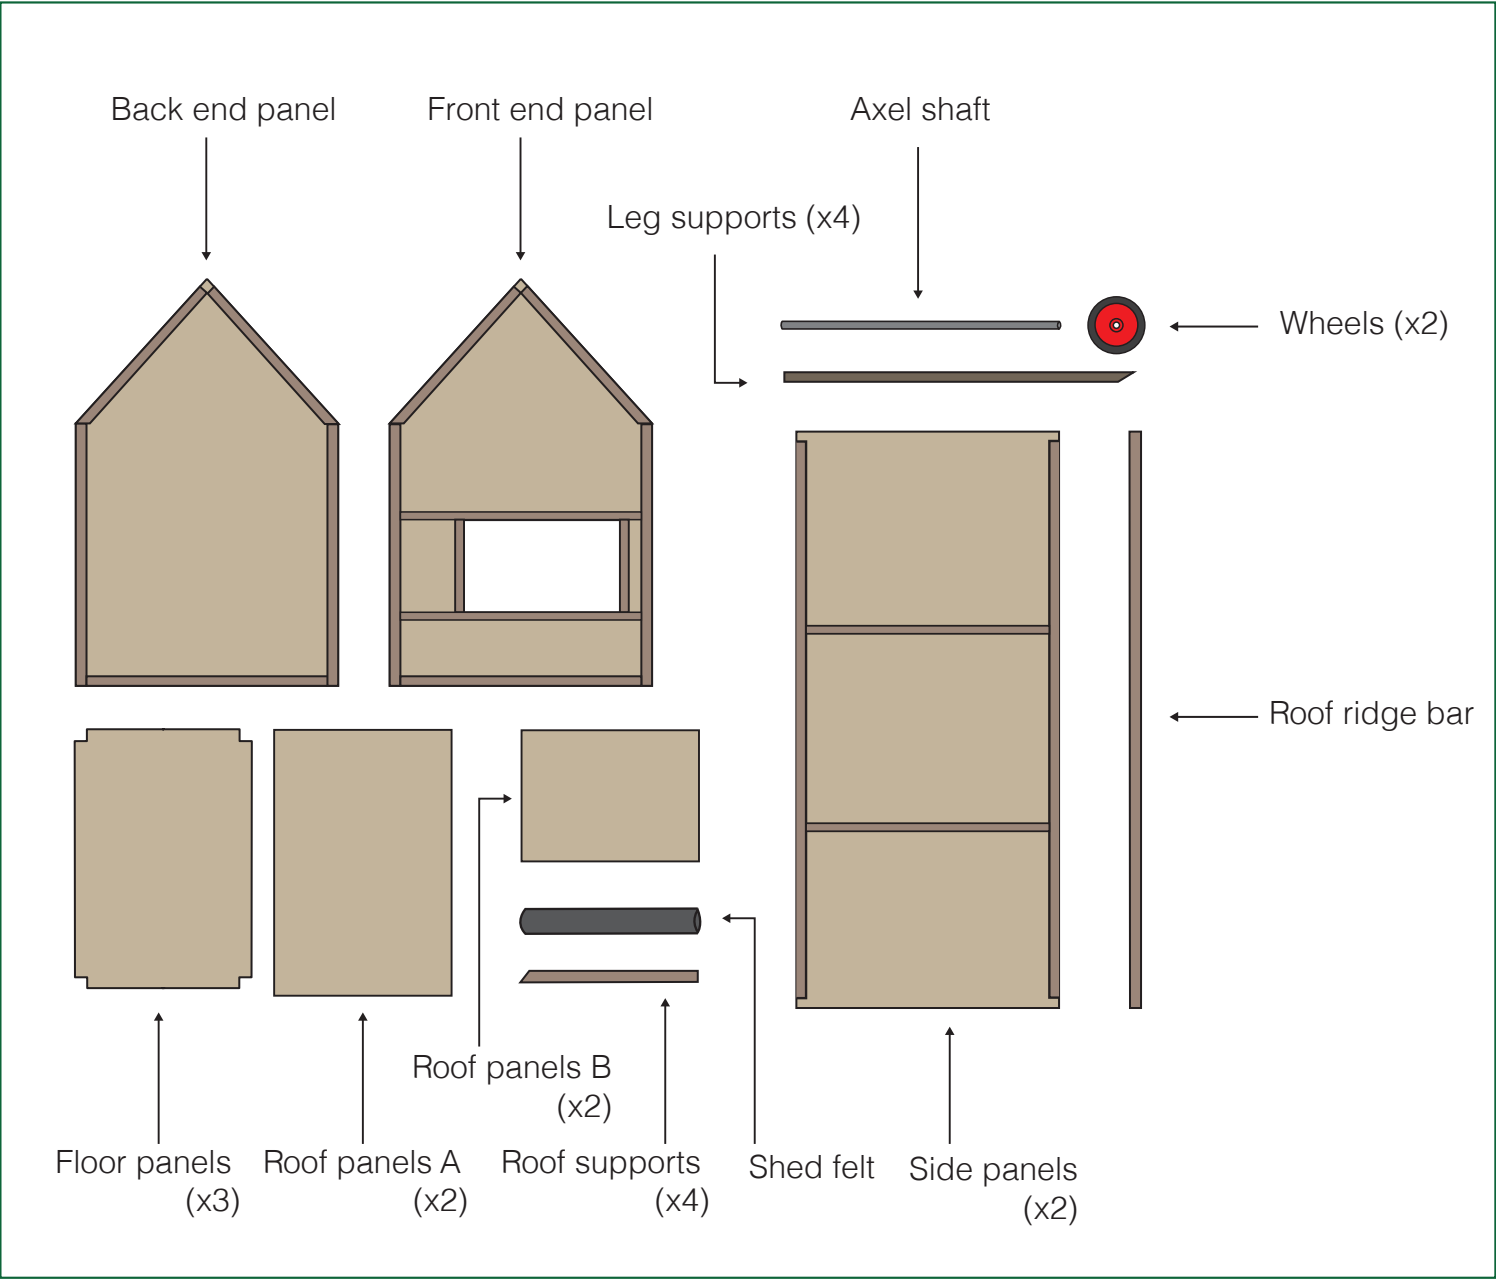 Back end panel
Front end panel
Axel shaft
Leg supports (x4)
Wheels (x2)
Roof ridge bar
Roof panels B
(x2)
Floor panels
(x3)
Roof panels A
(x2)
Roof supports
(x4)
Shed felt
Side panels
(x2)